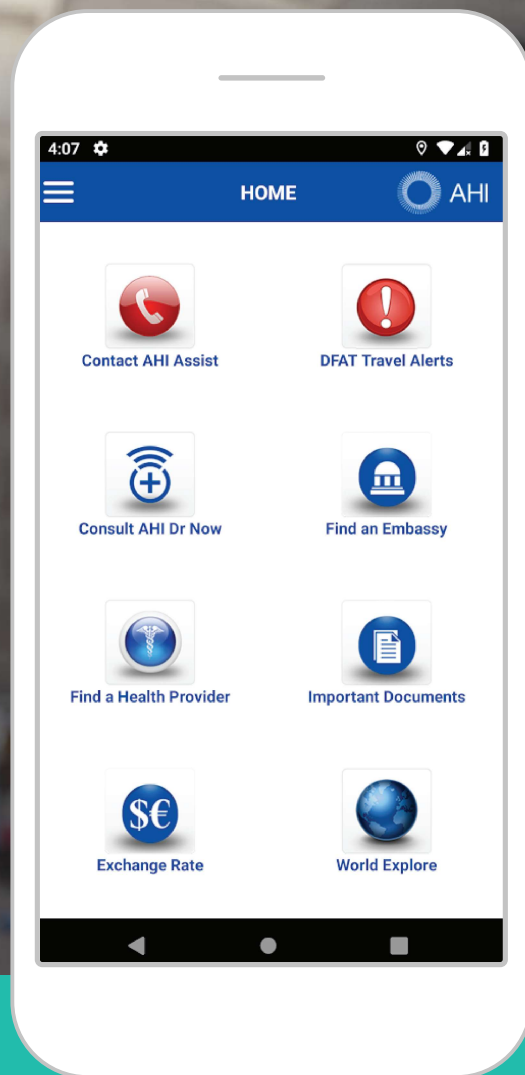 4:07
HOME
AHI
Contact AHI Assist
DFAT Travel Alerts
Consult AHI Dr Now
Find an Embassy
Find a Health Provider
Important Documents
$€
Exchange Rate
World Explore